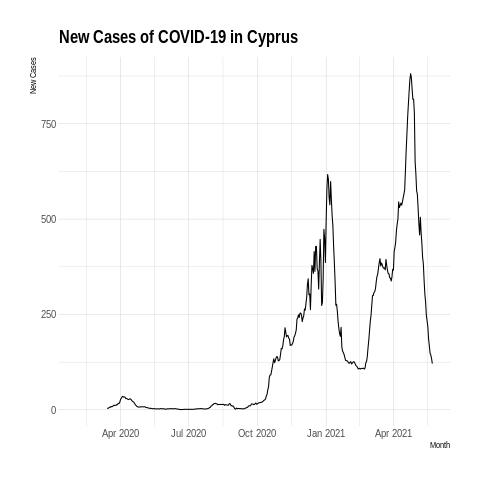 New Cases of COVID-19 in Cyprus
New Cases
750
500
250
0
Apr 2020 Jul 2020 Oct 2020 Jan 2021 Apr 2021
Month